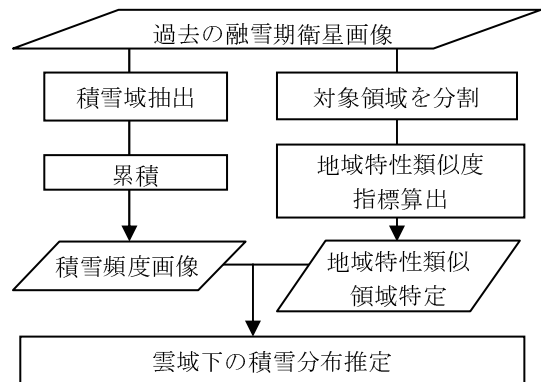 過去の融雪期衛星画像
積雪域抽出
対象領域を分割
累積
地域特性類似度
指標算出
積雪頻度画像
地域特性類似
領域特定
雲域下の積雪分布推定